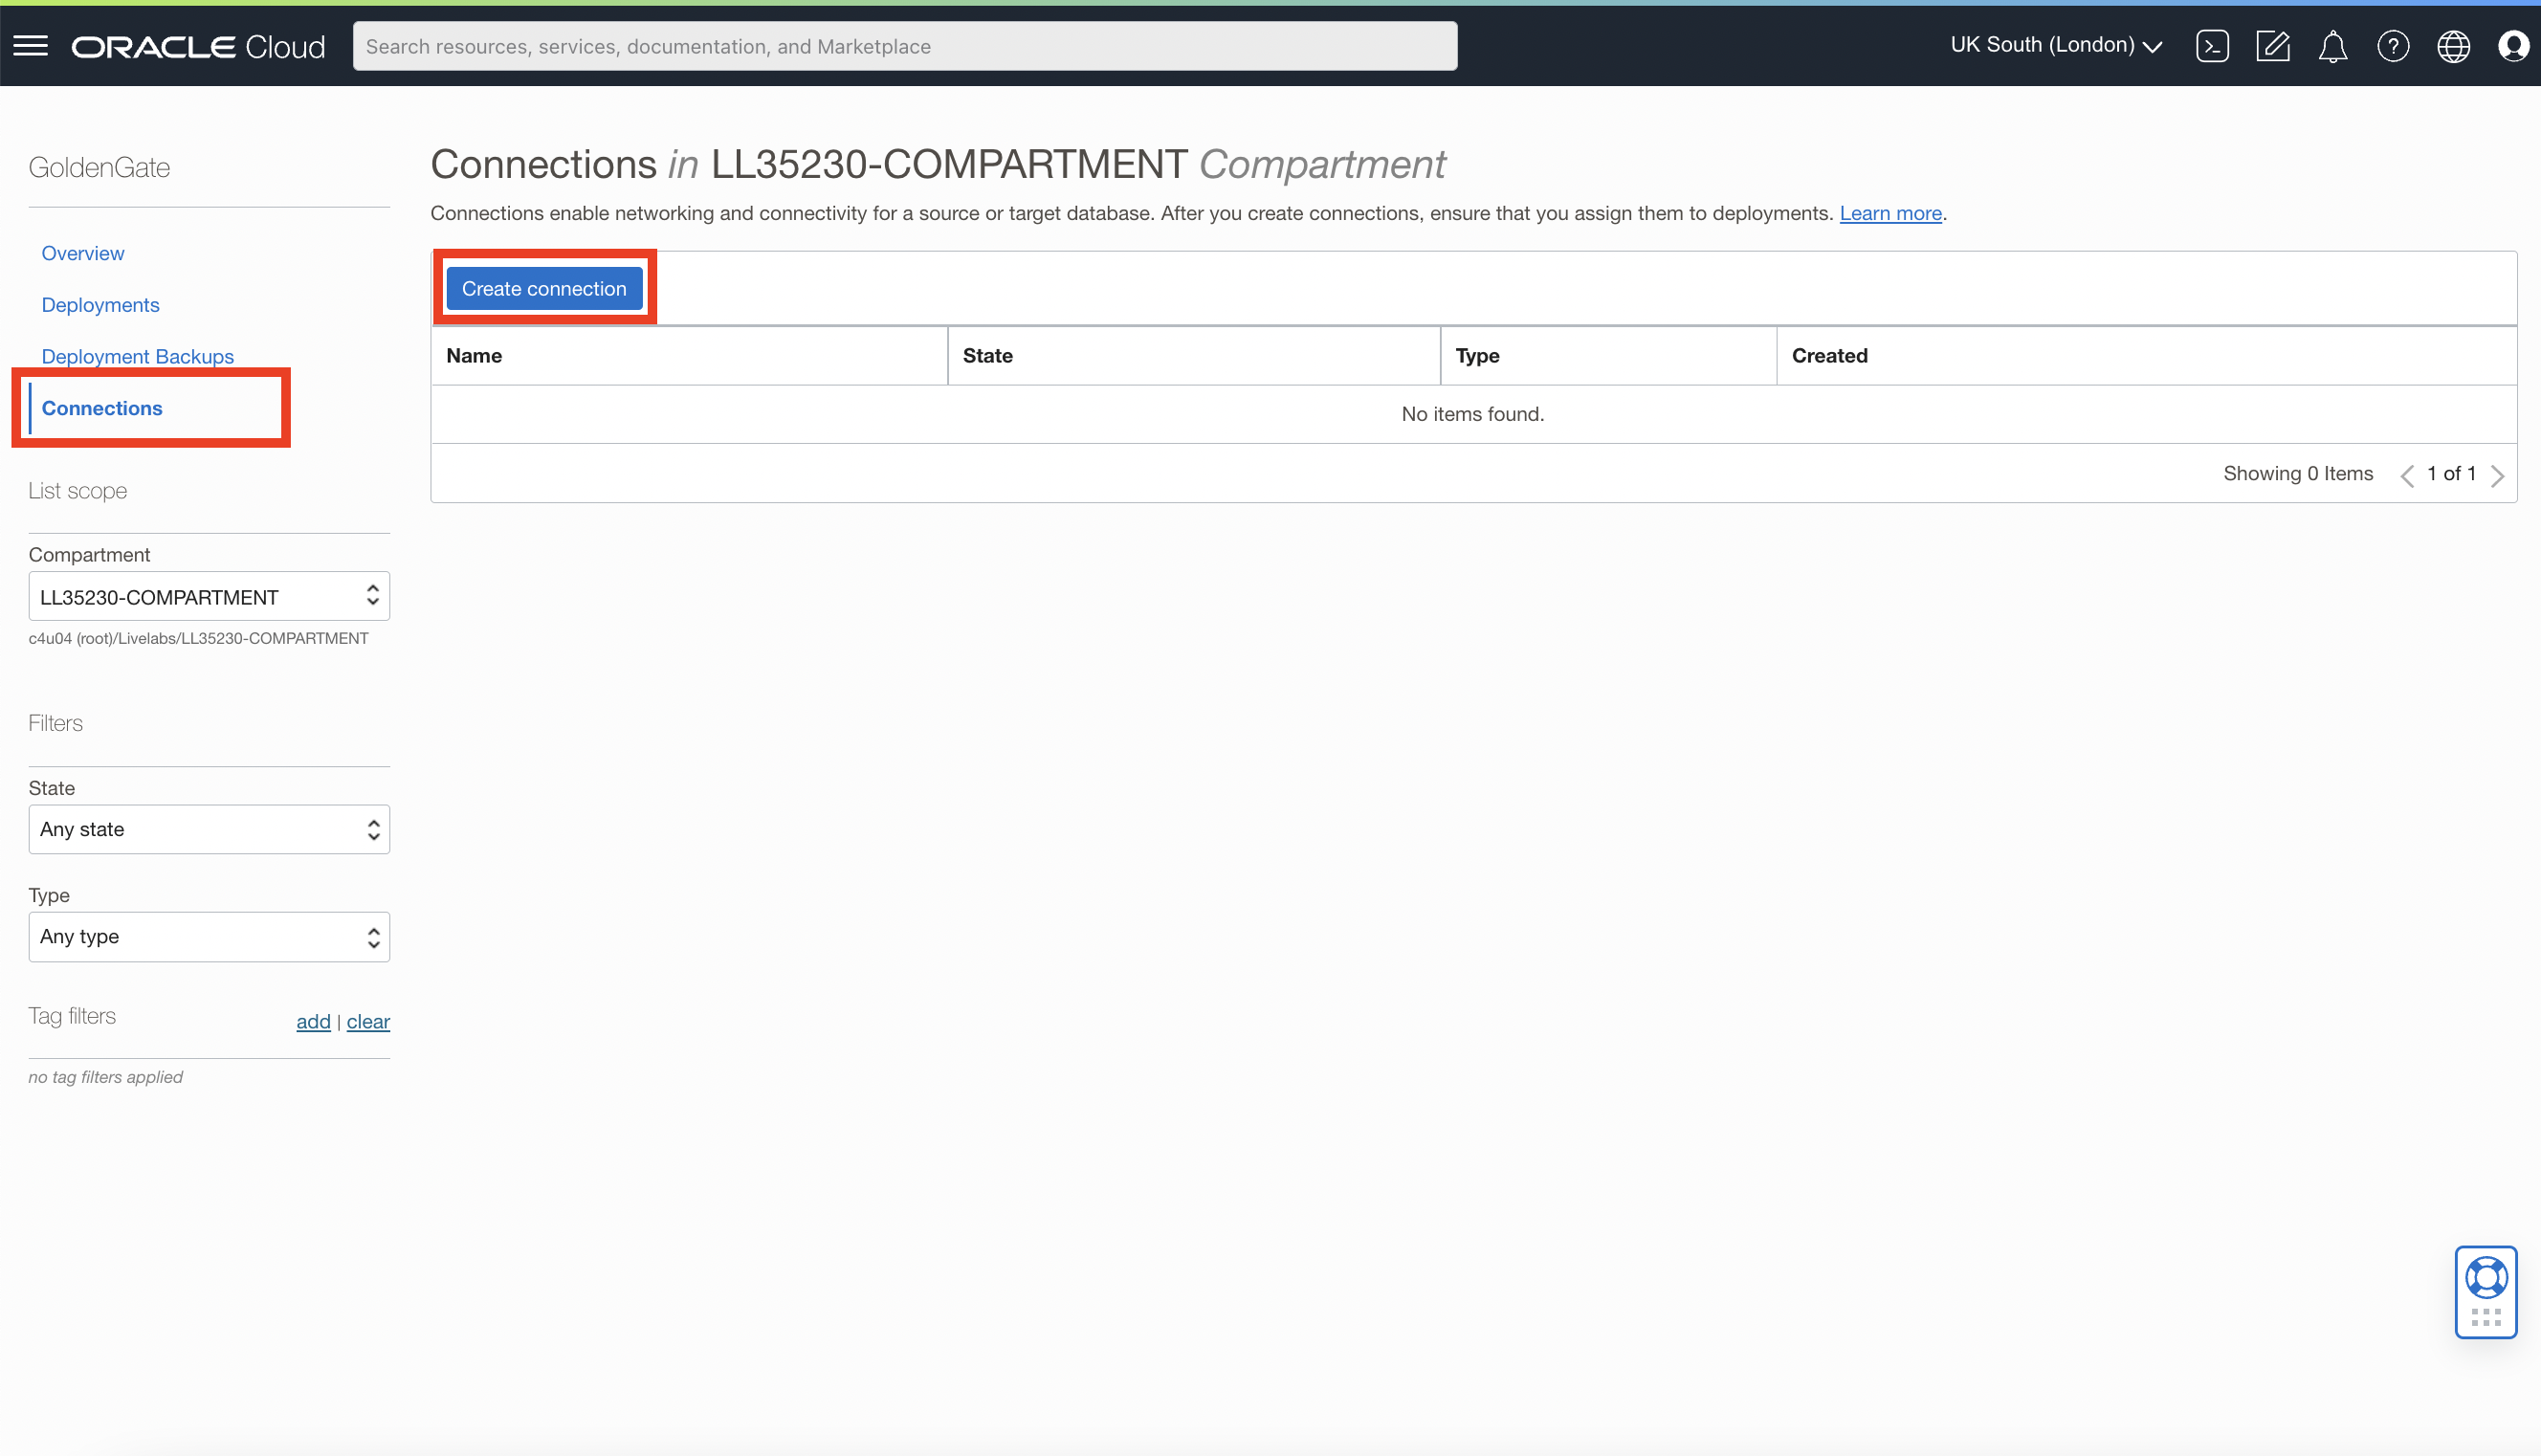 ORACLE Cloud
Search resources, services, documentation, and Marketplace
UK South (London)
GoldenGate
Overview
Deployments
Deployment Backups
Connections
List scope
Compartment
LL35230-COMPARTMENT
c4u04 (root)/Livelabs/LL35230-COMPARTMENT
Filters
State
Any state
Type
Any type
Tag filters
add | clear
no tag filters applied
Connections in LL35230-COMPARTMENT Compartment
Connections enable networking and connectivity for a source or target database. After you create connections, ensure that you assign them to deployments. Learn more.
Create connection
Name State Type Created
No items found.
Showing 0 Items < 1 of 1 >